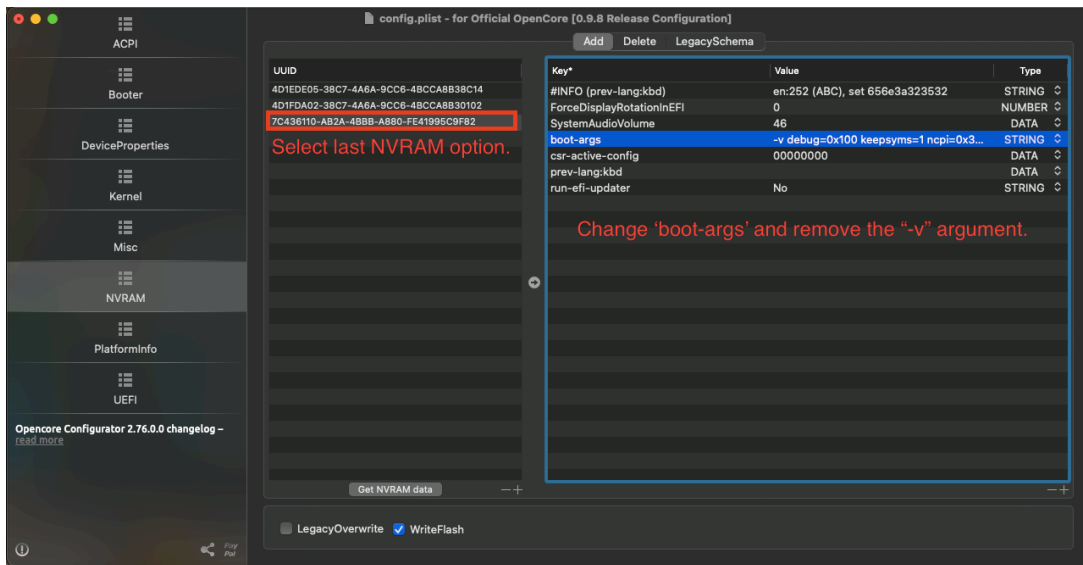 config.plist - for Official OpenCore [0.9.8 Release Configuration]
ACPI
Booter
DeviceProperties
Kernel
Misc
NVRAM
PlatformInfo
UEFI
Opencore Configurator 2.76.0.0 changelog –
read more
Pay
Pal
Add Delete LegacySchema
UUID
4D1EDE05-38C7-4A6A-9CC6-4BCCA8B38C14
4D1FDA02-38C7-4A6A-9CC6-4BCCA8B30102
7C436110-AB2A-4BBB-A880-FE41995C9F82
Select last NVRAM option.
Get NVRAM data
Key* Value Type
#INFO (prev-lang:kbd) en:252 (ABC), set 656e3a323532 STRING
ForceDisplayRotationInEFI 0 NUMBER
SystemAudioVolume 46 DATA
boot-args -v debug=0x100 keepsyms=1 ncpi=0x3... STRING
csr-active-config 00000000 DATA
prev-lang:kbd DATA
run-efi-updater No STRING
Change ‘boot-args’ and remove the “-v” argument.
LegacyOverwrite WriteFlash